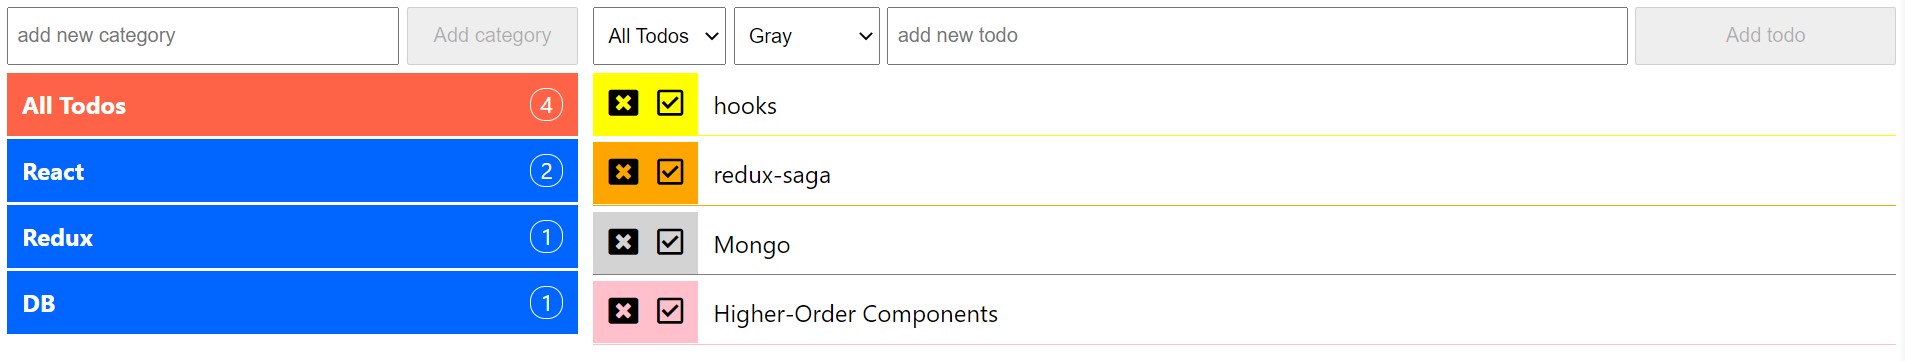 add new category Add category All Todos Gray add new todo Add todo
All Todos 4
React 2
Redux 1
DB 1
hooks
redux-saga
Mongo
Higher-Order Components